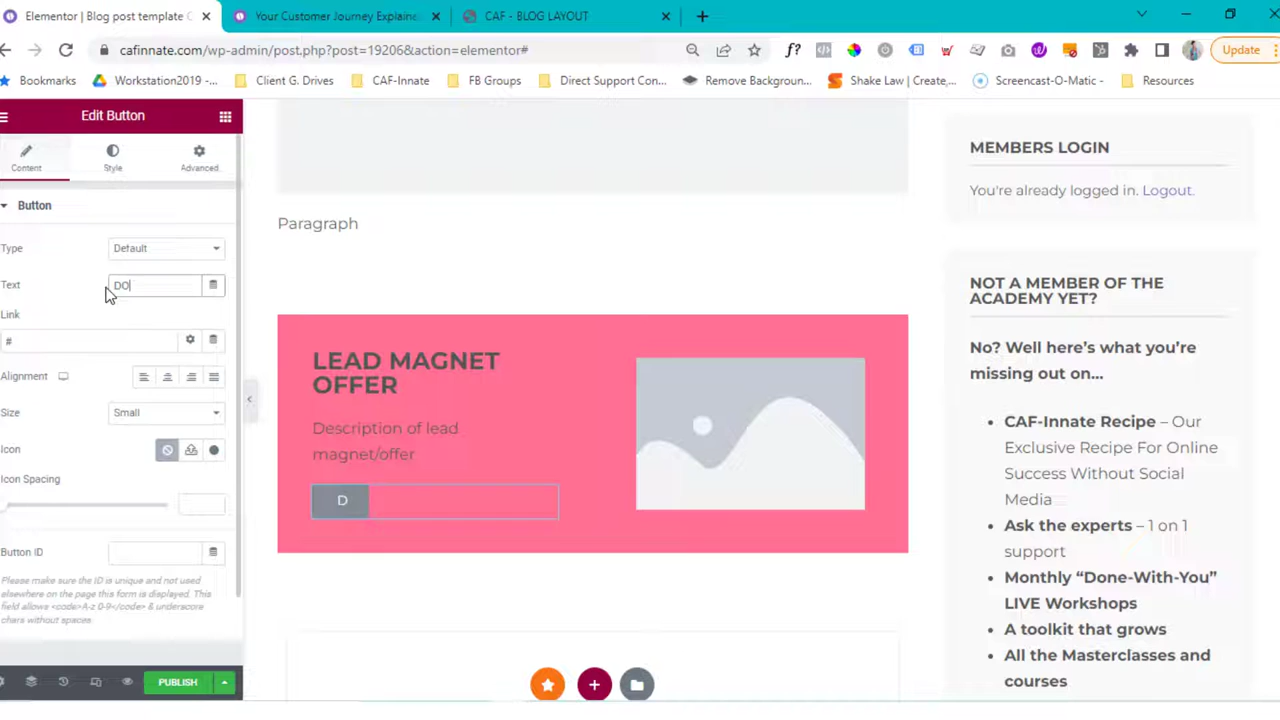 Elementor | Blog post template C
Your Customer Journey Explaine
CAF - BLOG LAYOUT
cafinnate.com/wp-admin/post.php?post=19206&action=elementor#
f?
Update
Bookmarks
Workstation2019 -...
Client G. Drives
CAF-Innate
FB Groups
Direct Support Con...
Remove Backgroun...
Shake Law | Create,...
Screencast-O-Matic -
Resources
Edit Button
Content
Style
Advanced
Button
Type
Default
Text
DO
Link
#
Alignment
Size
Small
Icon
Icon Spacing
Button ID
Please make sure the ID is unique and not used
elsewhere on the page this form is displayed. This
field allows <code>A-z 0-9</code> & underscore
chars without spaces.
PUBLISH
Paragraph
LEAD MAGNET
OFFER
Description of lead
magnet/offer
D
MEMBERS LOGIN
You're already logged in. Logout.
NOT A MEMBER OF THE
ACADEMY YET?
No? Well here's what you're
missing out on...
• CAF-Innate Recipe – Our
Exclusive Recipe For Online
Success Without Social
Media
• Ask the experts – 1 on 1
support
• Monthly “Done-With-You”
LIVE Workshops
• A toolkit that grows
• All the Masterclasses and
courses